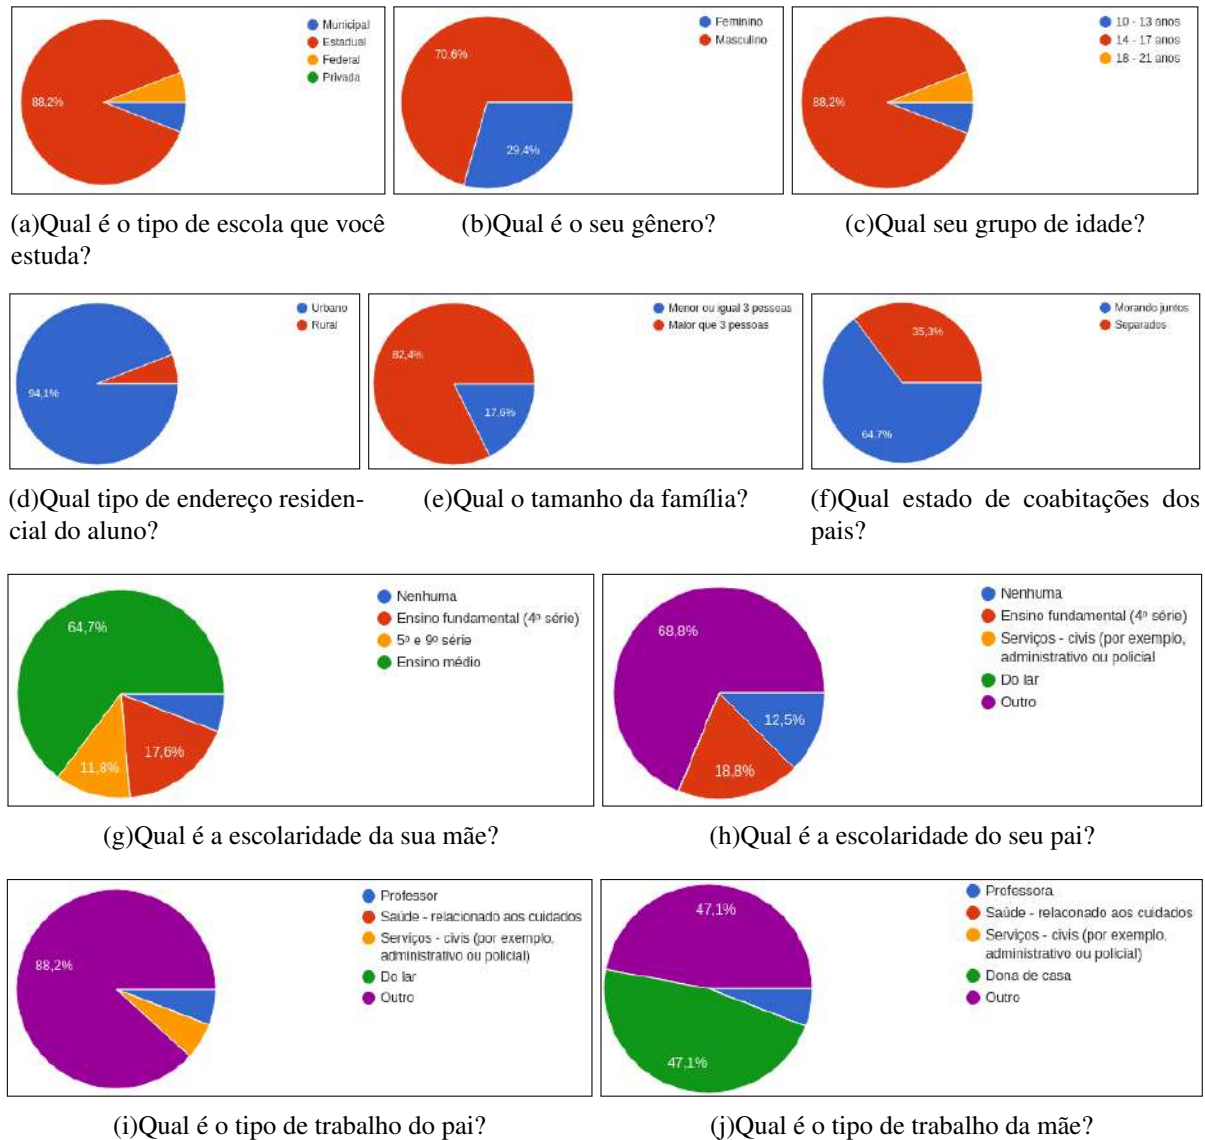 Municipal
Estadual
Federal
Privada
88,2%
(a)Qual é o tipo de escola que você
estuda?
Feminino
Masculino
70,6%
29,4%
(b)Qual é o seu gênero?
10 - 13 anos
14 - 17 anos
18 - 21 anos
88,2%
(c)Qual seu grupo de idade?
Urbano
Rural
94,1%
(d)Qual tipo de endereço residen-
cial do aluno?
Menor ou igual 3 pessoas
Maior que 3 pessoas
82,4%
17,6%
(e)Qual o tamanho da família?
Morando juntos
Separados
35,3%
64,7%
(f)Qual estado de coabitações dos
pais?
Nenhuma
Ensino fundamental (4º série)
5º e 9º série
Ensino médio
64,7%
17,6%
11,8%
(g)Qual é a escolaridade da sua mãe?
Nenhuma
Ensino fundamental (4º série)
Serviços - civis (por exemplo,
administrativo ou policial
Do lar
Outro
68,8%
12,5%
18,8%
(h)Qual é a escolaridade do seu pai?
Professor
Saúde - relacionado aos cuidados
Serviços - civis (por exemplo,
administrativo ou policial)
Do lar
Outro
88,2%
(i)Qual é o tipo de trabalho do pai?
Professora
Saúde - relaconado aos cuidados
Serviços - civis (por exemplo,
administrativo ou policial)
Dona de casa
Outro
47,1%
47,1%
(j)Qual é o tipo de trabalho da mãe?